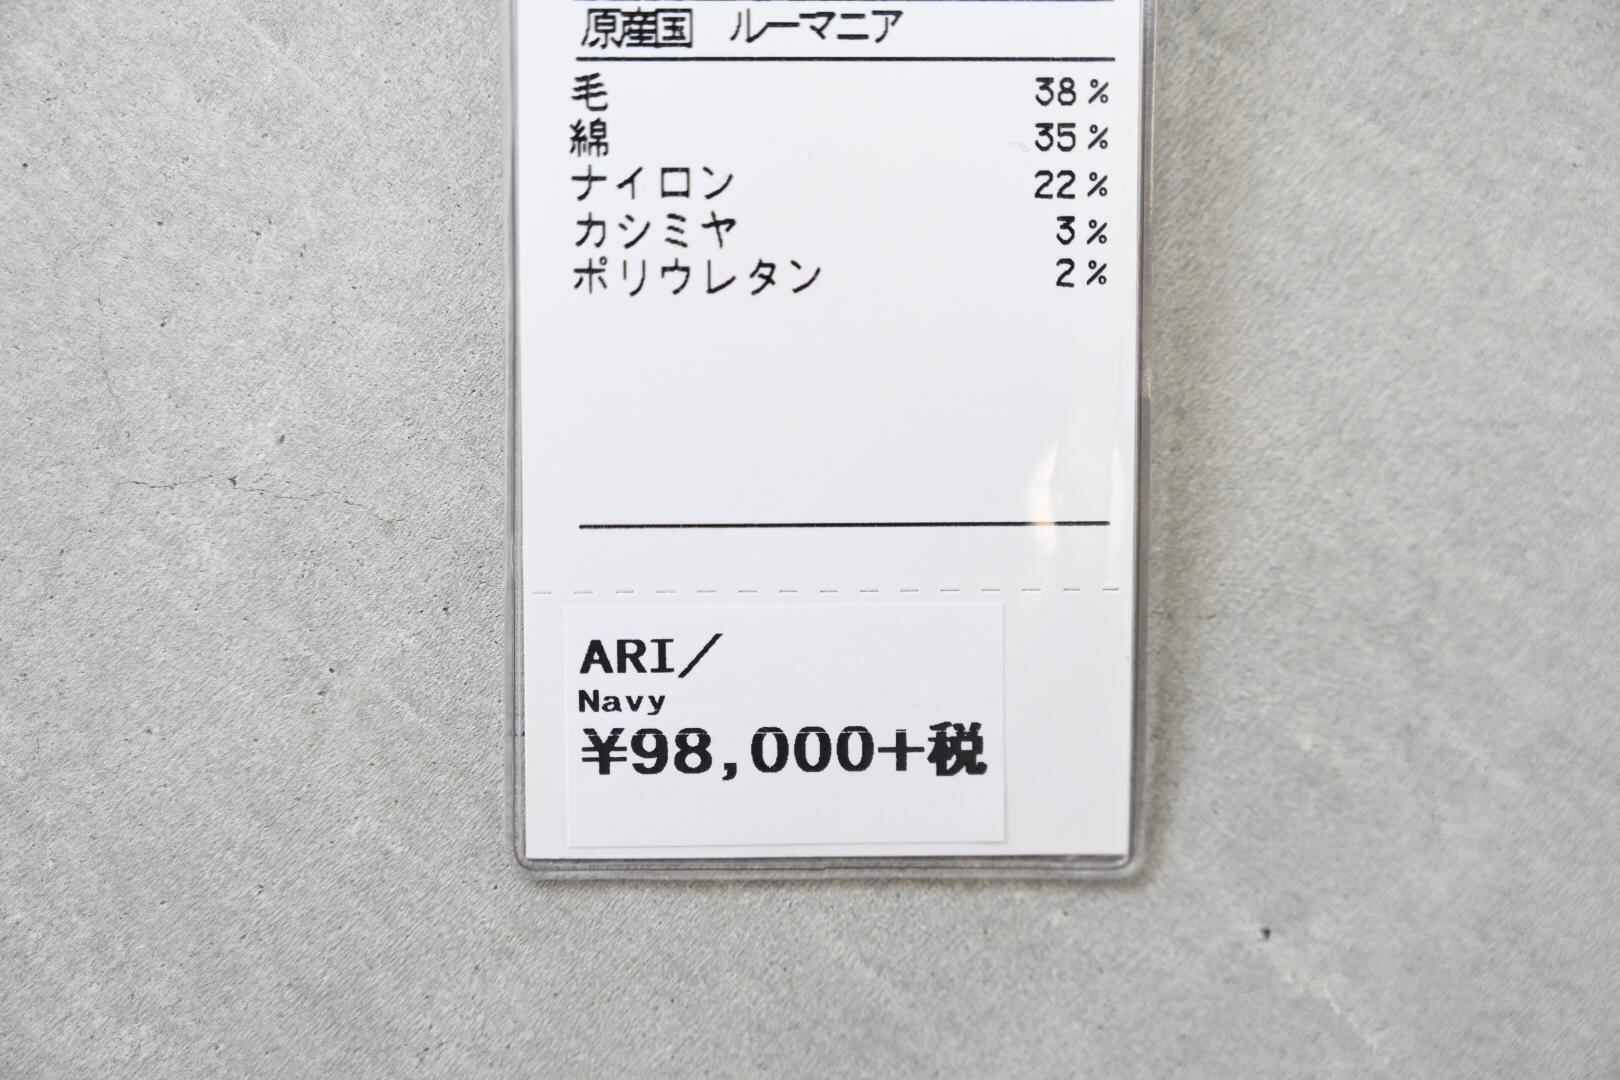 原産国 ルーマニア
毛 38%
綿 35%
ナイロン 22%
カシミヤ 3%
ポリウレタン 2%
ARI／
Navy
¥98,000+税